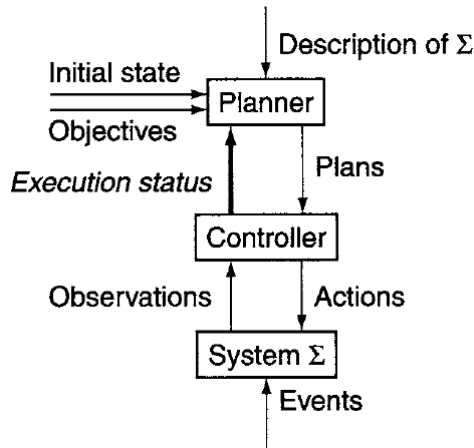 Description of Σ
Initial state
Planner
Objectives
Execution status
Plans
Controller
Observations
Actions
System Σ
Events